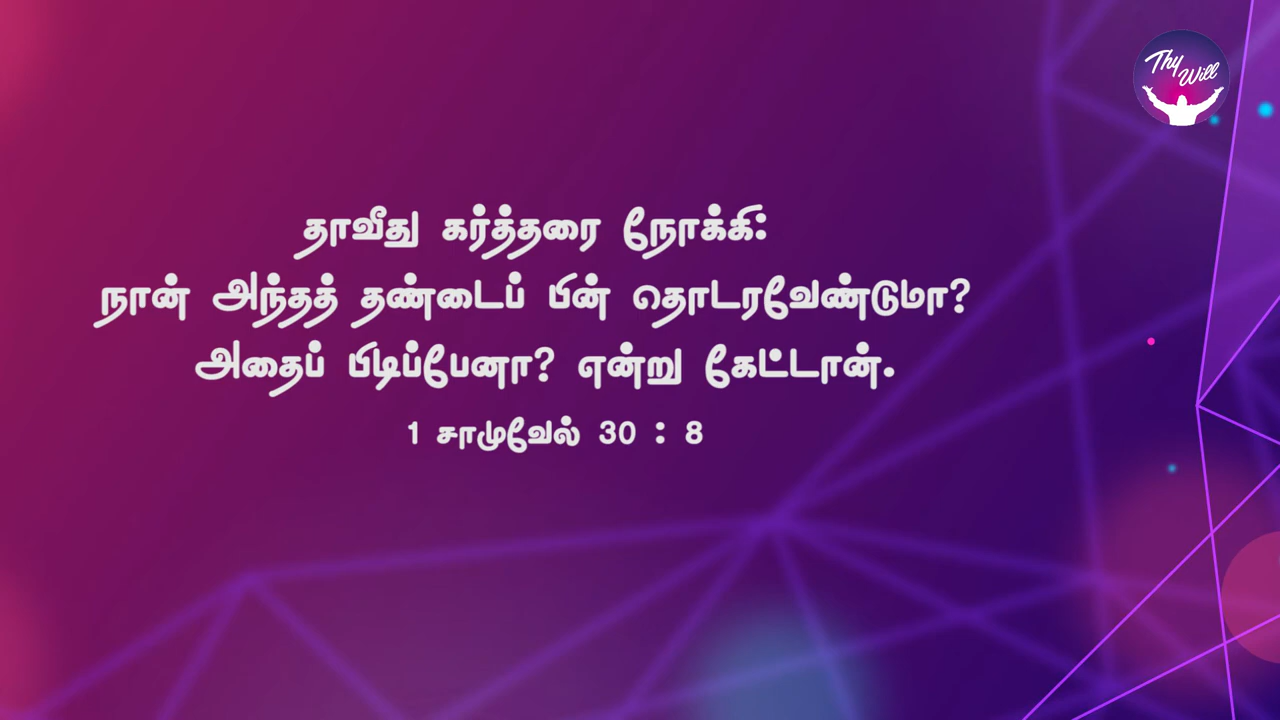 Thy Will
தாவீது கர்த்தரை நோக்கி:
நான் அந்தத் தண்டைப் பின் தொடரவேண்டுமா?
அதைப் பிடிப்பேனா? என்று கேட்டான்.
1 சாமுவேல் 30 : 8